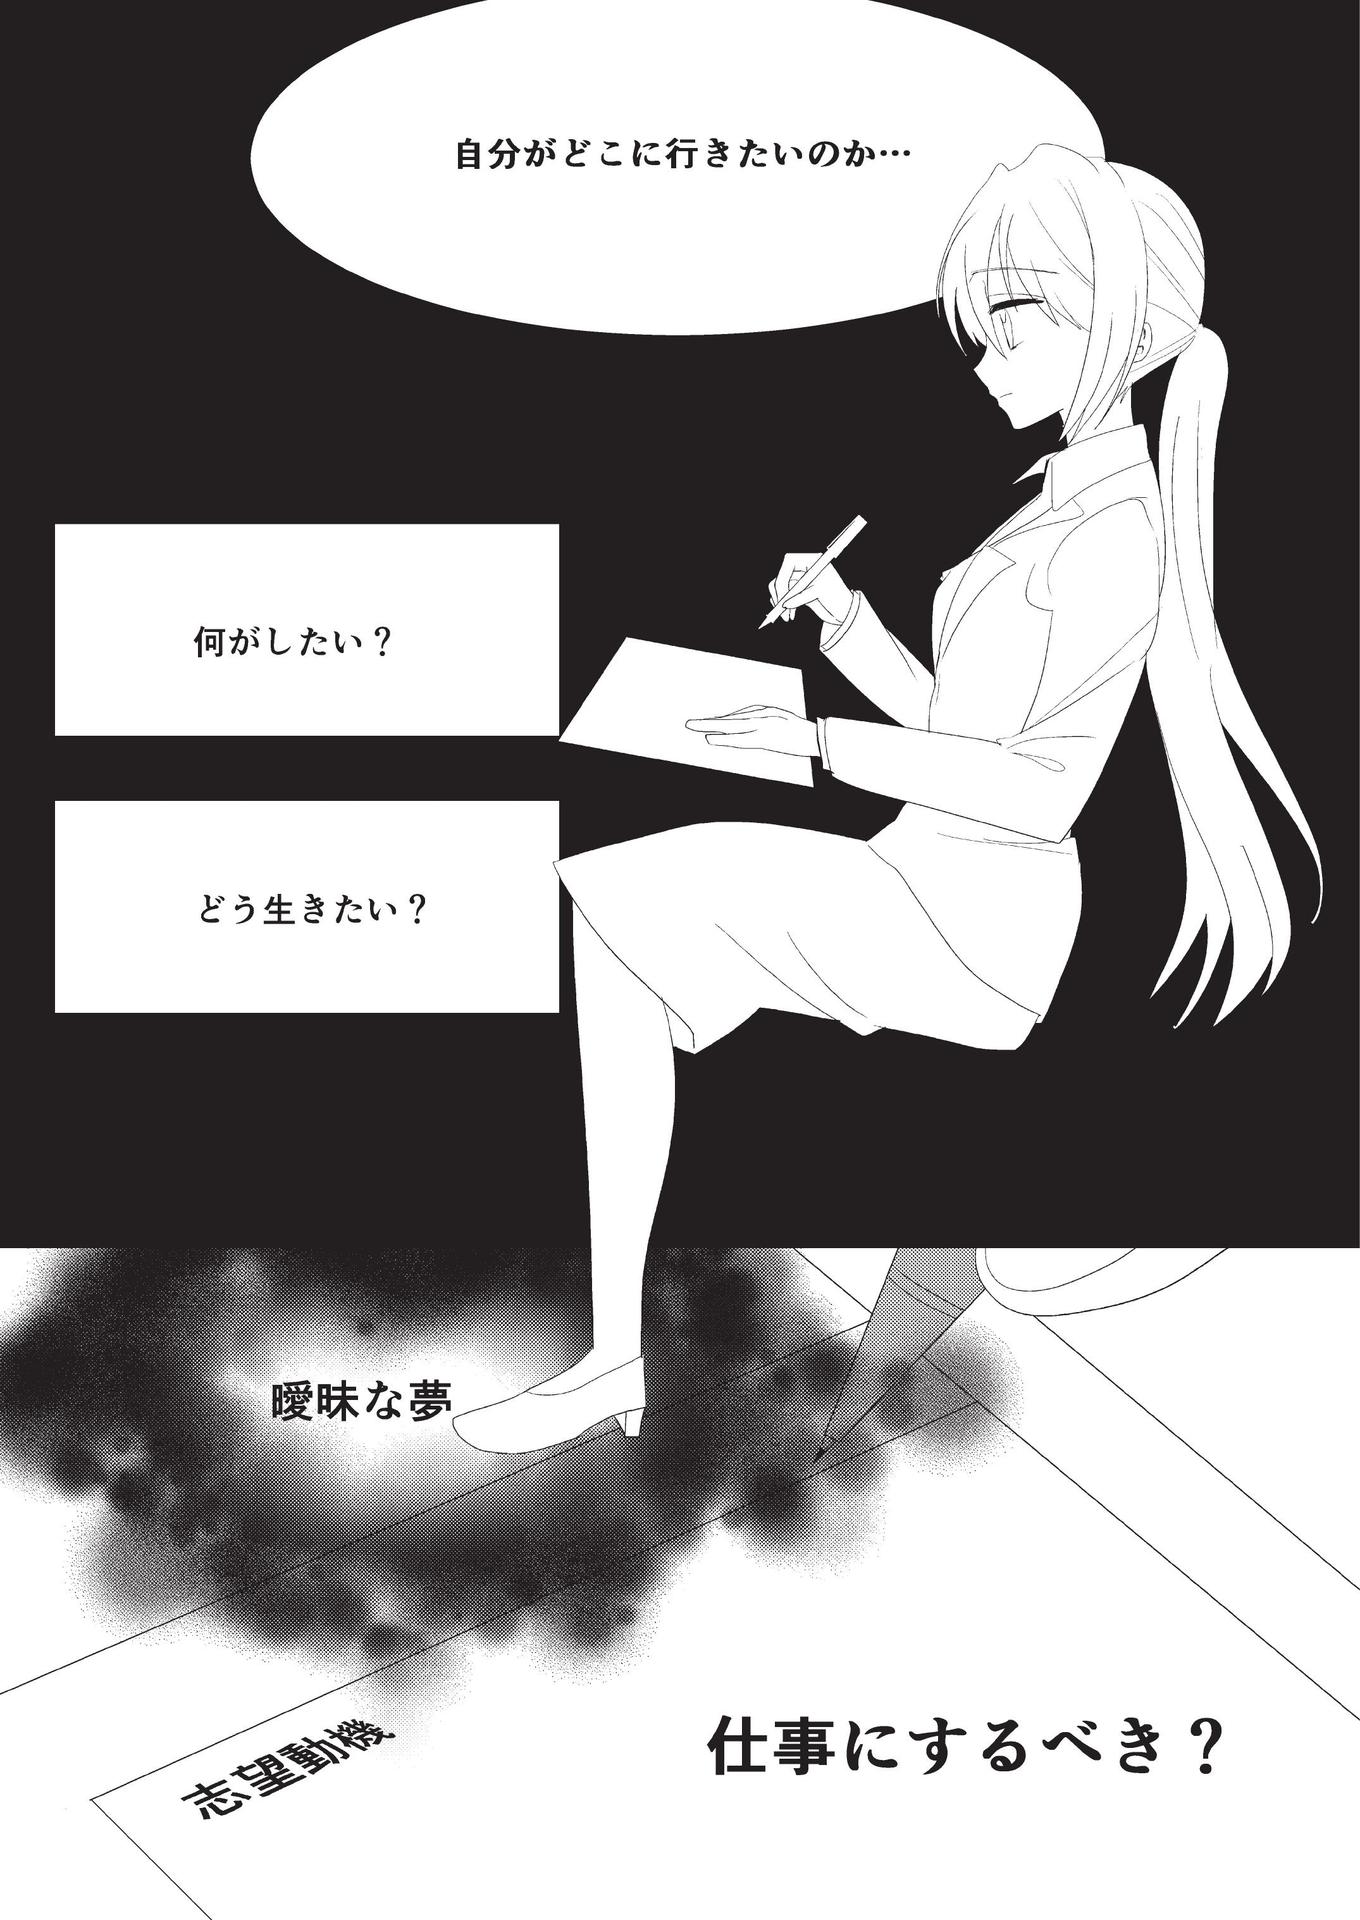 自分がどこに行きたいのか…
何がしたい？
どう生きたい？
曖昧な夢
仕事にするべき？
志望動機